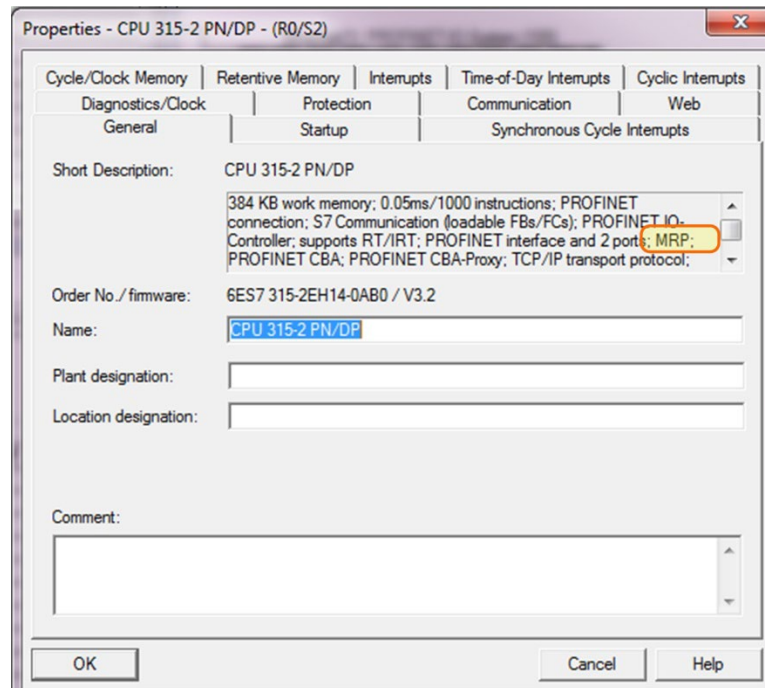 Properties - CPU 315-2 PN/DP - (R0/S2)
Cycle/Clock Memory Retentive Memory Interrupts Time-of-Day Interrupts Cyclic Interrupts
Diagnostics/Clock Protection Communication Web
General Startup Synchronous Cycle Interrupts
Short Description: CPU 315-2 PN/DP
384 KB work memory; 0.05ms/1000 instructions; PROFINET
connection; S7 Communication (loadable FBs/FCs); PROFINET IO-
Controller; supports RT/IRT; PROFINET interface and 2 ports; MRP;
PROFINET CBA; PROFINET CBA-Proxy; TCP/IP transport protocol;
Order No./ firmware: 6ES7 315-2EH14-0AB0 / V3.2
Name: CPU 315-2 PN/DP
Plant designation:
Location designation:
Comment:
OK Cancel Help